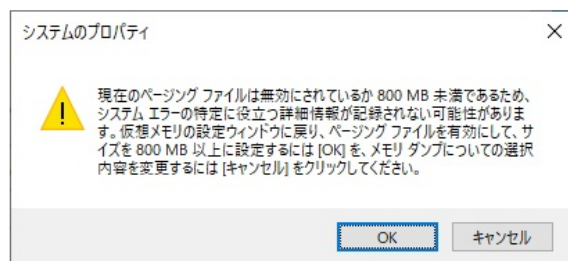 システムのプロパティ
現在のページング ファイルは無効にされているか 800 MB 未満であるため、
システム エラーの特定に役立つ詳細情報が記録されない可能性がありま
す。仮想メモリの設定ウィンドウに戻り、ページング ファイルを有効にして、サ
イズを 800 MB 以上に設定するには [OK] を、メモリ ダンプについての選択
内容を変更するには [キャンセル] をクリックしてください。
OK
キャンセル